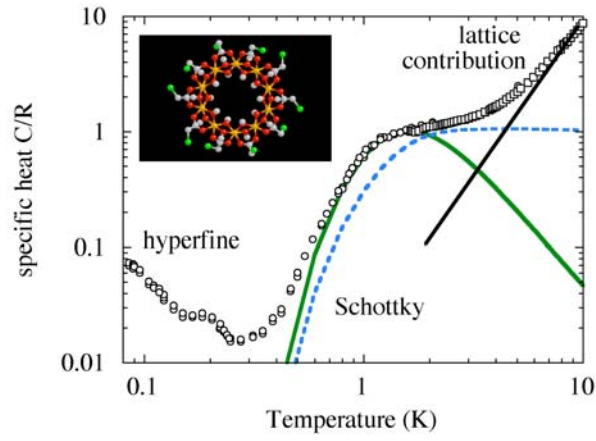 10
lattice
contribution
1
specific heat C/R
0.1
hyperfine
Schottky
0.01
0.1
1
10
Temperature (K)